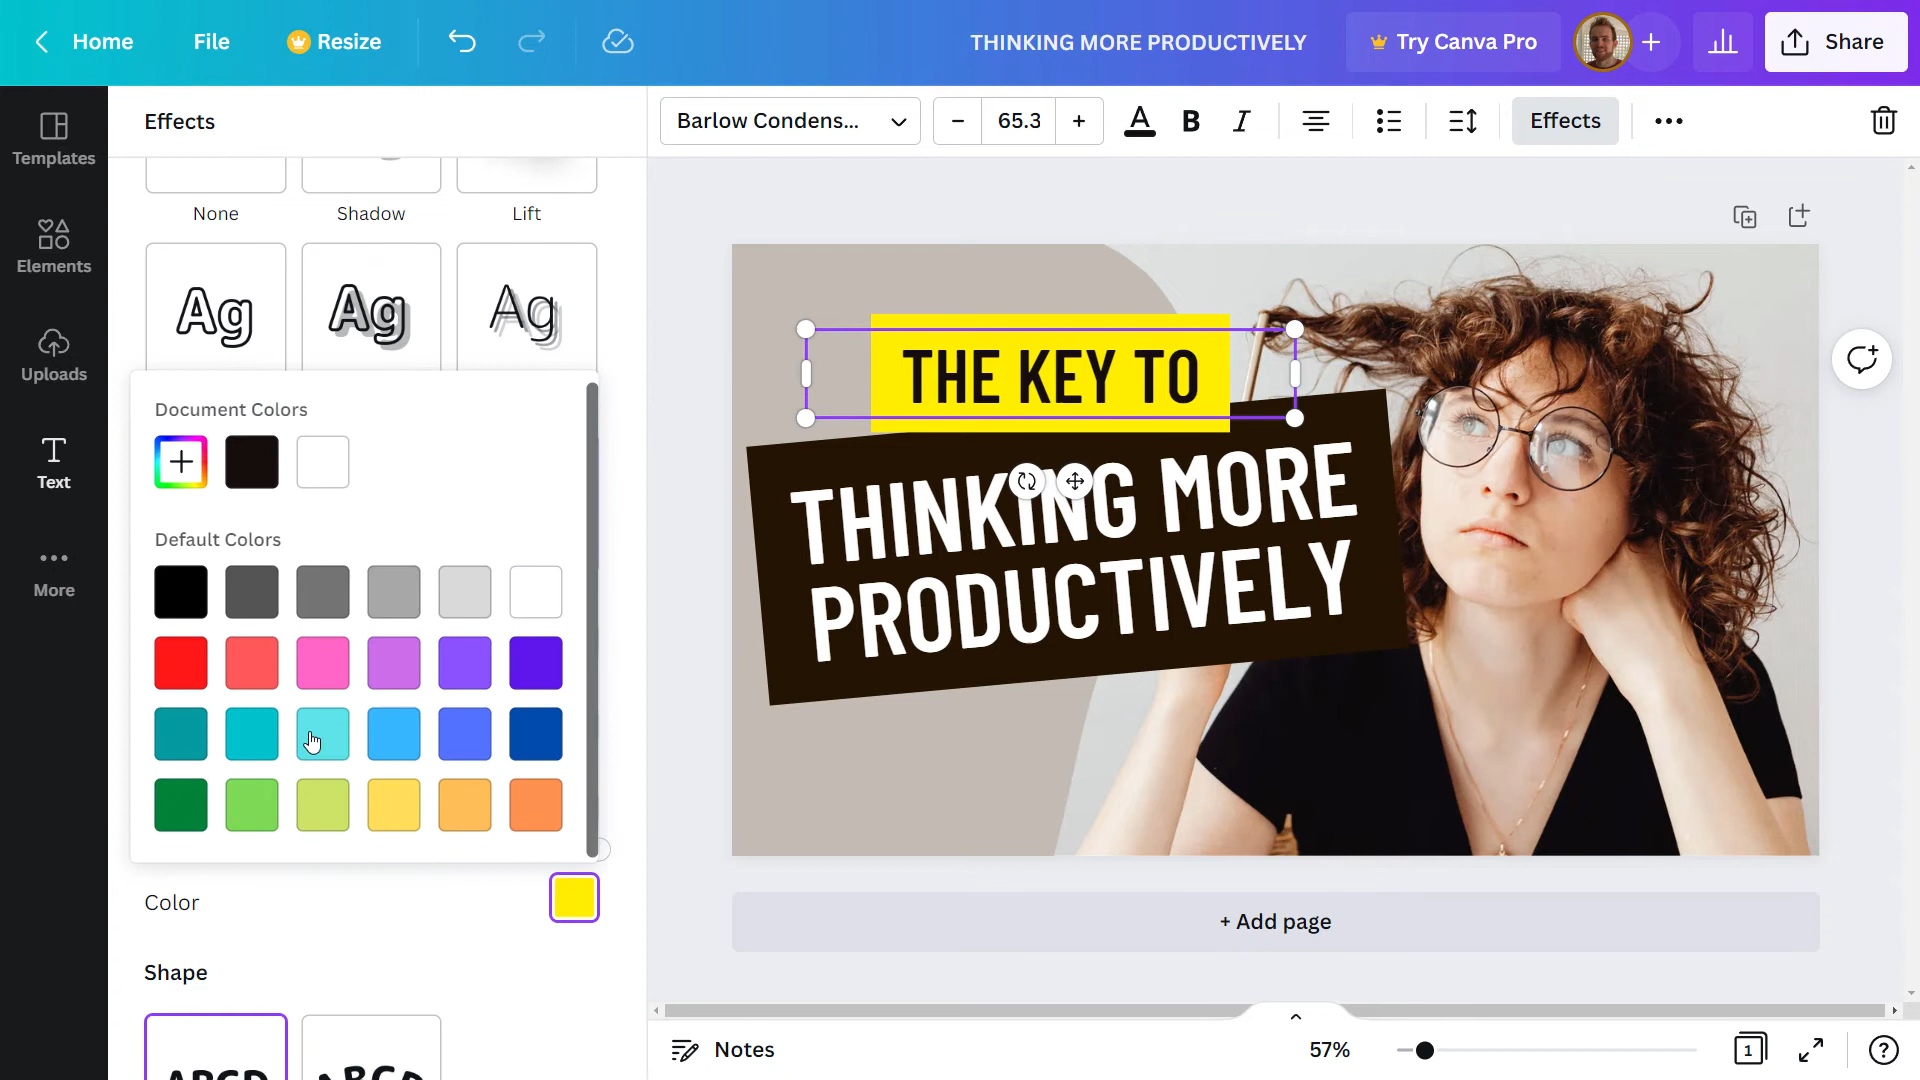 Home
File
Resize
THINKING MORE PRODUCTIVELY
Try Canva Pro
Share
Templates
Elements
Uploads
Text
More
Effects
None
Shadow
Lift
Ag
Ag
Ag
Document Colors
Default Colors
Color
Shape
ABCD
ABCD
Barlow Condens...
65.3
A
B
I
Effects
THE KEY TO
THINKING MORE
PRODUCTIVELY
+ Add page
Notes
57%
1
?